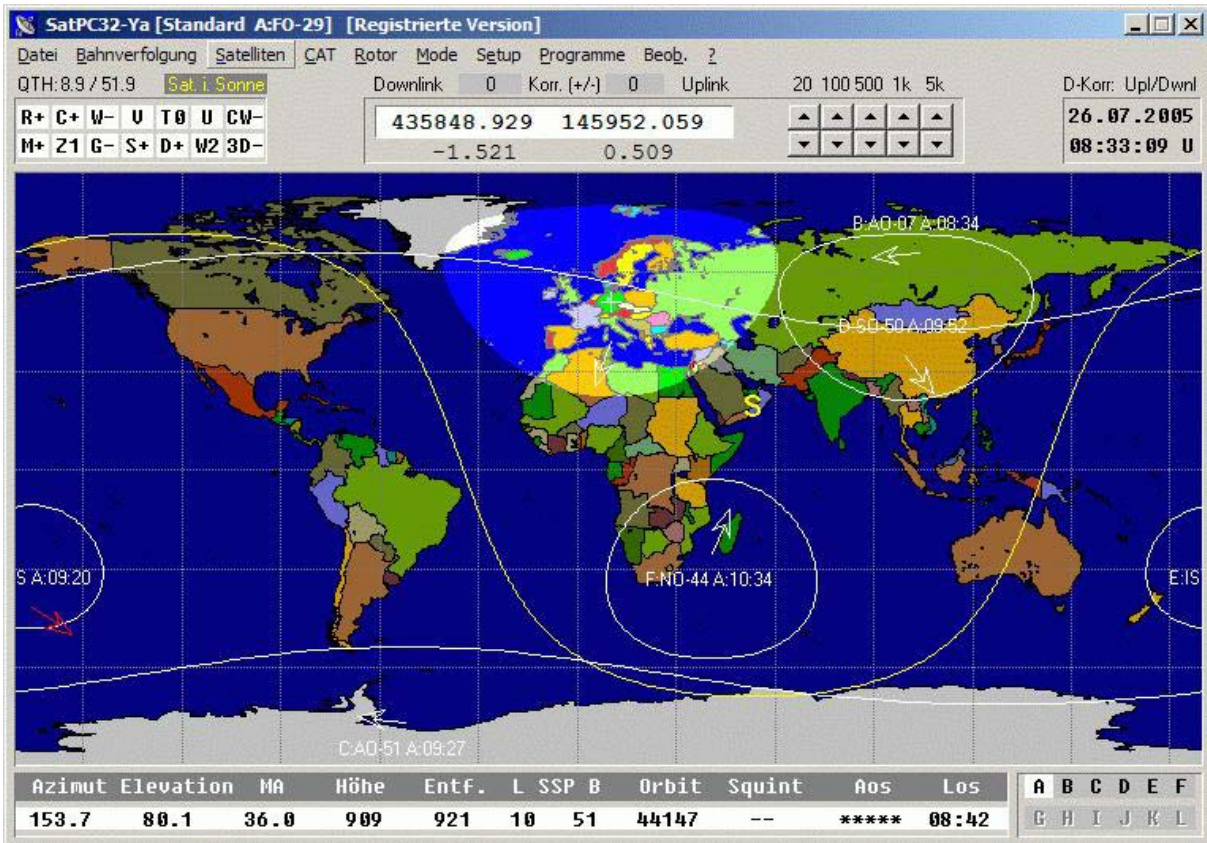 SatPC32-Ya [Standard A:FO-29] [Registrierte Version]
Datei Bahnverfolgung Satelliten CAT Rotor Mode Setup Programme Beob. ?
QTH: 8.9 / 51.9 Sat. i. Sonne Downlink 0 Korr. (+/-) 0 Uplink 20 100 500 1k 5k D-Korr: Upl/Dwnl
R+ C+ W- V T0 U CW- 435848.929 145952.059 26.07.2005
M+ Z1 G- S+ D+ W2 3D- -1.521 0.509 08:33:09 U
B:AO-07 A:08:34
D-SO-50 A:09:52
S
S A:09:20 F:NO-44 A:10:34 E:IS
C:AO-51 A:09:27
Azimut Elevation MA Höhe Entf. L SSP B Orbit Squint Aos Los A B C D E F
153.7 80.1 36.0 909 921 10 51 44147 -- ***** 08:42 G H I J K L